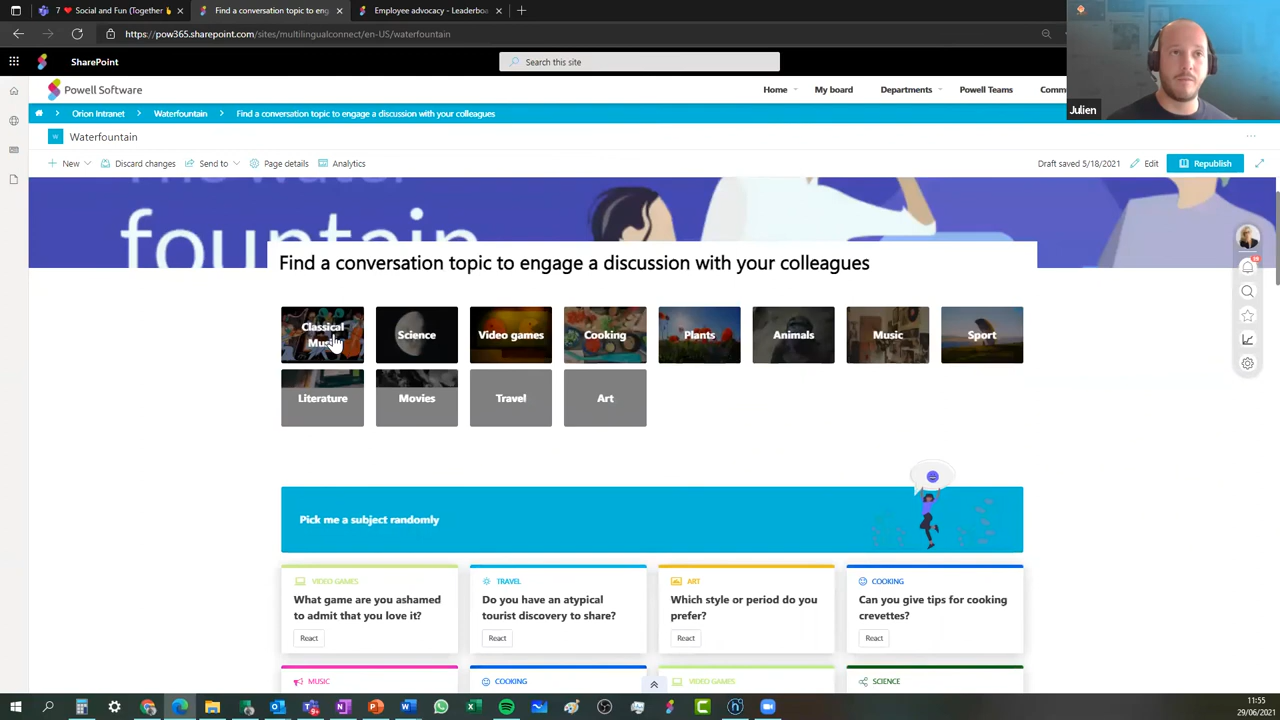 7 ❤ Social and Fun (Together
Find a conversation topic to eng
Employee advocacy - Leaderboa
https://pow365.sharepoint.com/sites/multilingualconnect/en-US/waterfountain
SharePoint
Search this site
Powell Software
Home
My board
Departments
Powell Teams
Comm
Julien
Orion Intranet
Waterfountain
Find a conversation topic to engage a discussion with your colleagues
W Waterfountain
New
Discard changes
Send to
Page details
Analytics
Draft saved 5/18/2021
Edit
Republish
fountain
Find a conversation topic to engage a discussion with your colleagues
Classical
Music
Science
Video games
Cooking
Plants
Animals
Music
Sport
Literature
Movies
Travel
Art
Pick me a subject randomly
VIDEO GAMES
What game are you ashamed
to admit that you love it?
React
TRAVEL
Do you have an atypical
tourist discovery to share?
React
ART
Which style or period do you
prefer?
React
COOKING
Can you give tips for cooking
crevettes?
React
MUSIC
COOKING
VIDEO GAMES
SCIENCE
11:55
29/06/2021